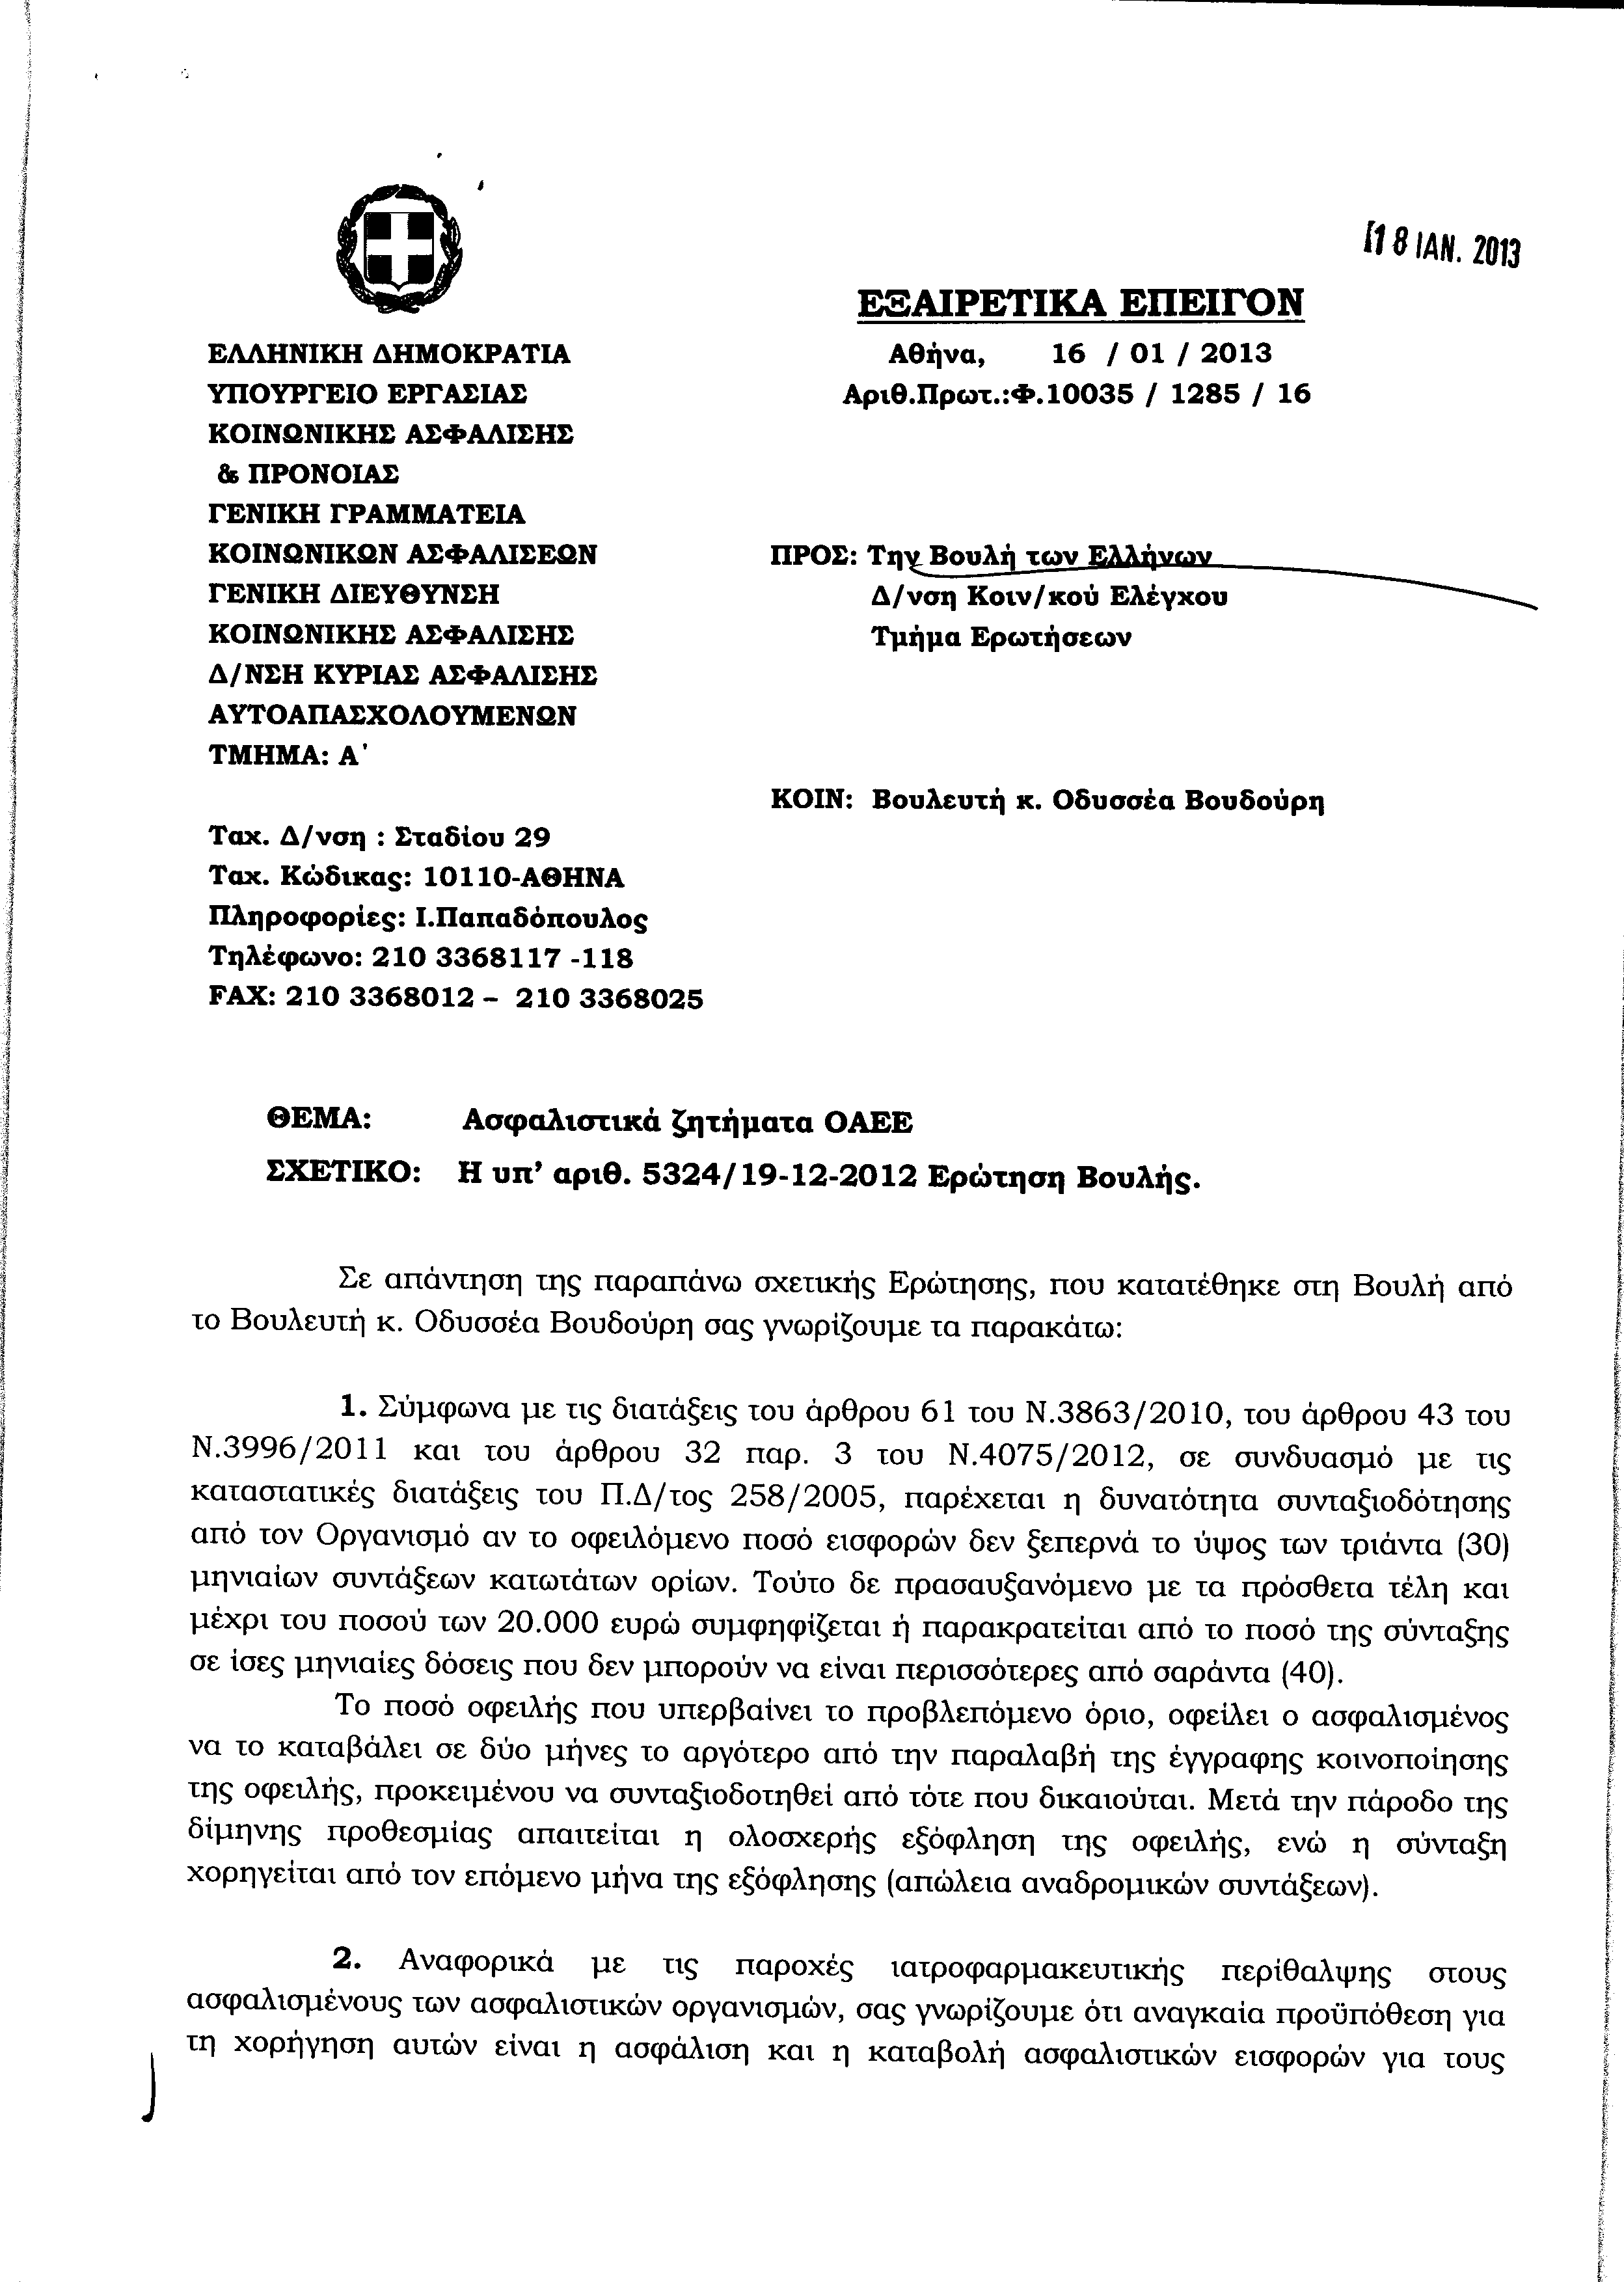 18 ΙΑΝ. 2013
ΕΞΑΙΡΕΤΙΚΑ ΕΠΕΙΓΟΝ
Αθήνα, 16 / 01 / 2013
Αριθ.Πρωτ.:Φ.10035 / 1285 / 16
ΕΛΛΗΝΙΚΗ ΔΗΜΟΚΡΑΤΙΑ
ΥΠΟΥΡΓΕΙΟ ΕΡΓΑΣΙΑΣ
ΚΟΙΝΩΝΙΚΗΣ ΑΣΦΑΛΙΣΗΣ
& ΠΡΟΝΟΙΑΣ
ΓΕΝΙΚΗ ΓΡΑΜΜΑΤΕΙΑ
ΚΟΙΝΩΝΙΚΩΝ ΑΣΦΑΛΙΣΕΩΝ
ΓΕΝΙΚΗ ΔΙΕΥΘΥΝΣΗ
ΚΟΙΝΩΝΙΚΗΣ ΑΣΦΑΛΙΣΗΣ
Δ/ΝΣΗ ΚΥΡΙΑΣ ΑΣΦΑΛΙΣΗΣ
ΑΥΤΟΑΠΑΣΧΟΛΟΥΜΕΝΩΝ
ΤΜΗΜΑ: Α'
ΠΡΟΣ: Την Βουλή των Ελλήνων
Δ/νση Κοιν/κού Ελέγχου
Τμήμα Ερωτήσεων
ΚΟΙΝ: Βουλευτή κ. Οδυσσέα Βουδούρη
Ταχ. Δ/νση : Σταδίου 29
Ταχ. Κώδικας: 10110-ΑΘΗΝΑ
Πληροφορίες: Ι.Παπαδόπουλος
Τηλέφωνο: 210 3368117 -118
FAX: 210 3368012 – 210 3368025
ΘΕΜΑ: Ασφαλιστικά ζητήματα ΟΑΕΕ
ΣΧΕΤΙΚΟ: Η υπ’ αριθ. 5324/19-12-2012 Ερώτηση Βουλής.
Σε απάντηση της παραπάνω σχετικής Ερώτησης, που κατατέθηκε στη Βουλή από
το Βουλευτή κ. Οδυσσέα Βουδούρη σας γνωρίζουμε τα παρακάτω:
1. Σύμφωνα με τις διατάξεις του άρθρου 61 του Ν.3863/2010, του άρθρου 43 του
Ν.3996/2011 και του άρθρου 32 παρ. 3 του Ν.4075/2012, σε συνδυασμό με τις
καταστατικές διατάξεις του Π.Δ/τος 258/2005, παρέχεται η δυνατότητα συνταξιοδότησης
από τον Οργανισμό αν το οφειλόμενο ποσό εισφορών δεν ξεπερνά το ύψος των τριάντα (30)
μηνιαίων συντάξεων κατωτάτων ορίων. Τούτο δε πρασαυξανόμενο με τα πρόσθετα τέλη και
μέχρι του ποσού των 20.000 ευρώ συμφηφίζεται ή παρακρατείται από το ποσό της σύνταξης
σε ίσες μηνιαίες δόσεις που δεν μπορούν να είναι περισσότερες από σαράντα (40).
Το ποσό οφειλής που υπερβαίνει το προβλεπόμενο όριο, οφείλει ο ασφαλισμένος
να το καταβάλει σε δύο μήνες το αργότερο από την παραλαβή της έγγραφης κοινοποίησης
της οφειλής, προκειμένου να συνταξιοδοτηθεί από τότε που δικαιούται. Μετά την πάροδο της
δίμηνης προθεσμίας απαιτείται η ολοσχερής εξόφληση της οφειλής, ενώ η σύνταξη
χορηγείται από τον επόμενο μήνα της εξόφλησης (απώλεια αναδρομικών συντάξεων).
2. Αναφορικά με τις παροχές ιατροφαρμακευτικής περίθαλψης στους
ασφαλισμένους των ασφαλιστικών οργανισμών, σας γνωρίζουμε ότι αναγκαία προϋπόθεση για
τη χορήγηση αυτών είναι η ασφάλιση και η καταβολή ασφαλιστικών εισφορών για τους